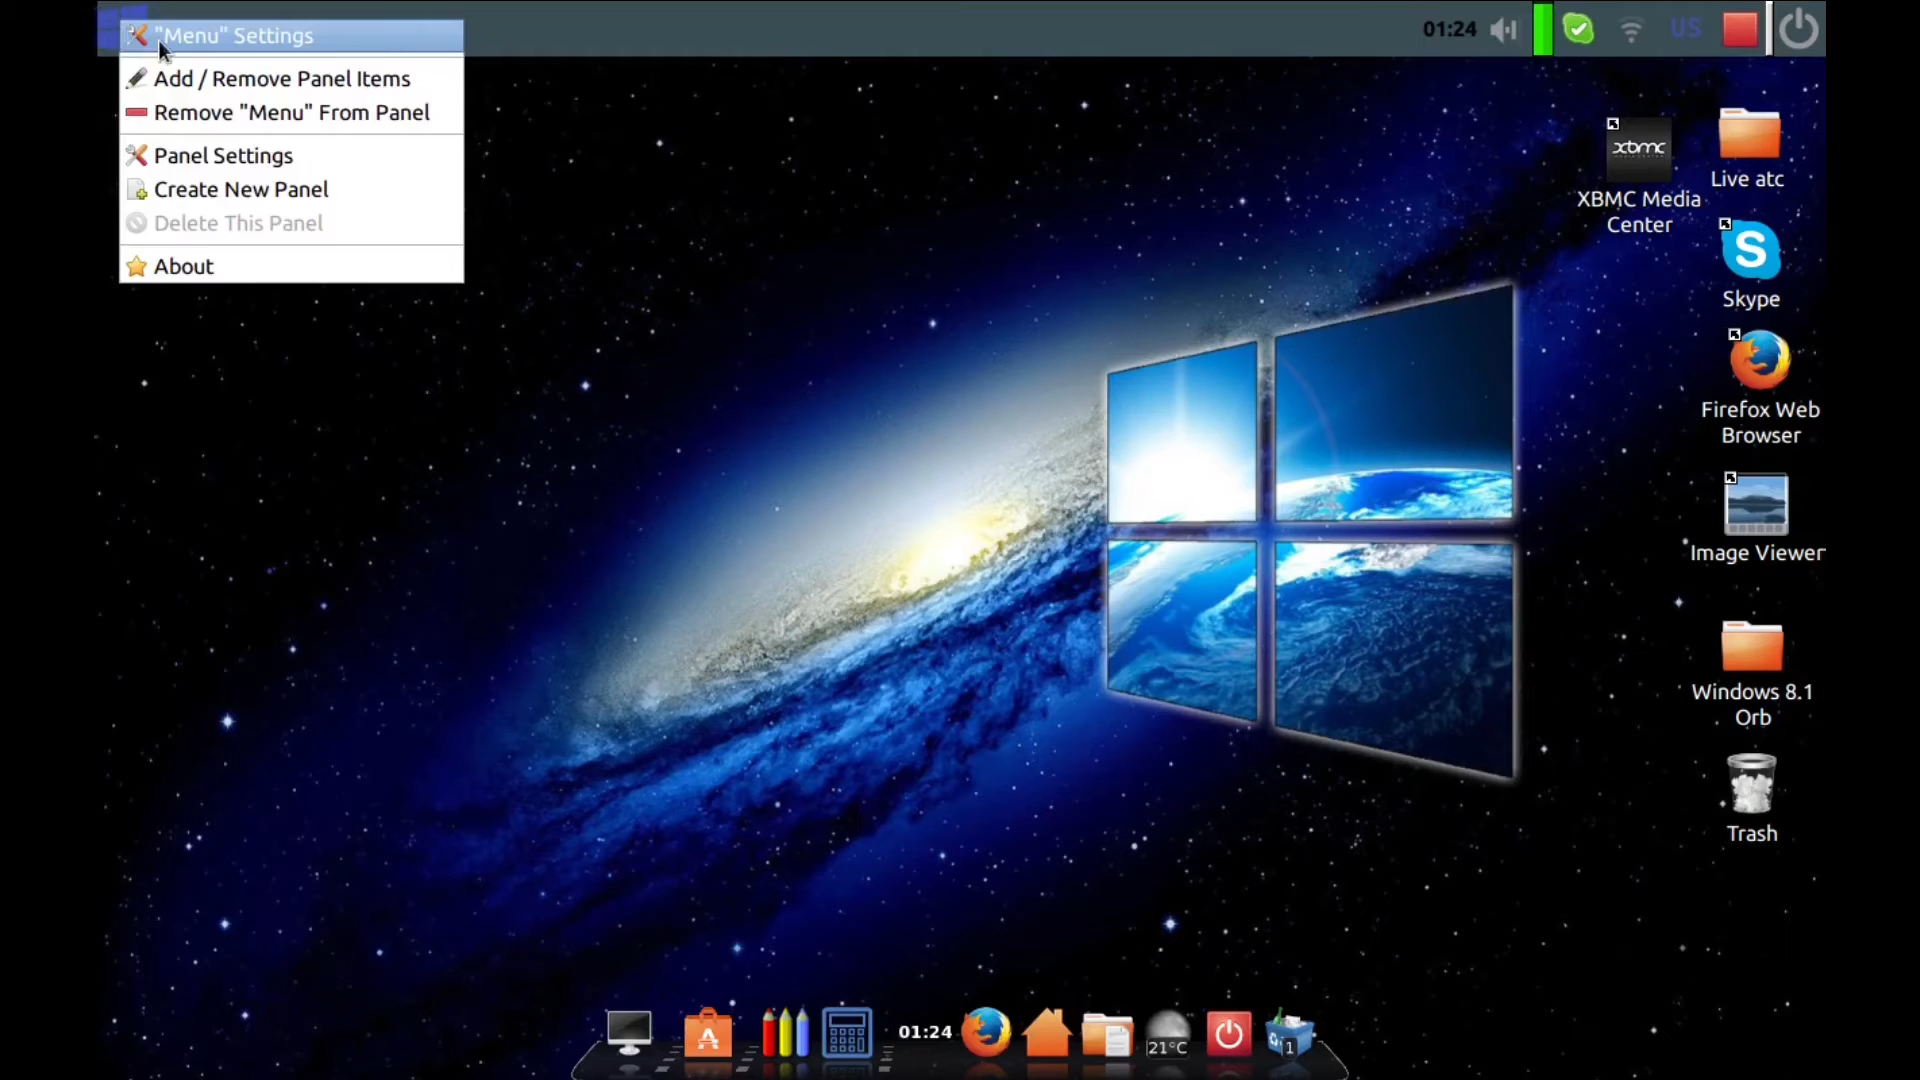 "Menu" Settings
Add / Remove Panel Items
Remove "Menu" From Panel
Panel Settings
Create New Panel
Delete This Panel
About
01:24
US
xbmc
XBMC Media
Center
Live atc
S
Skype
Firefox Web
Browser
Image Viewer
Windows 8.1
Orb
Trash
A
01:24
21°C
1